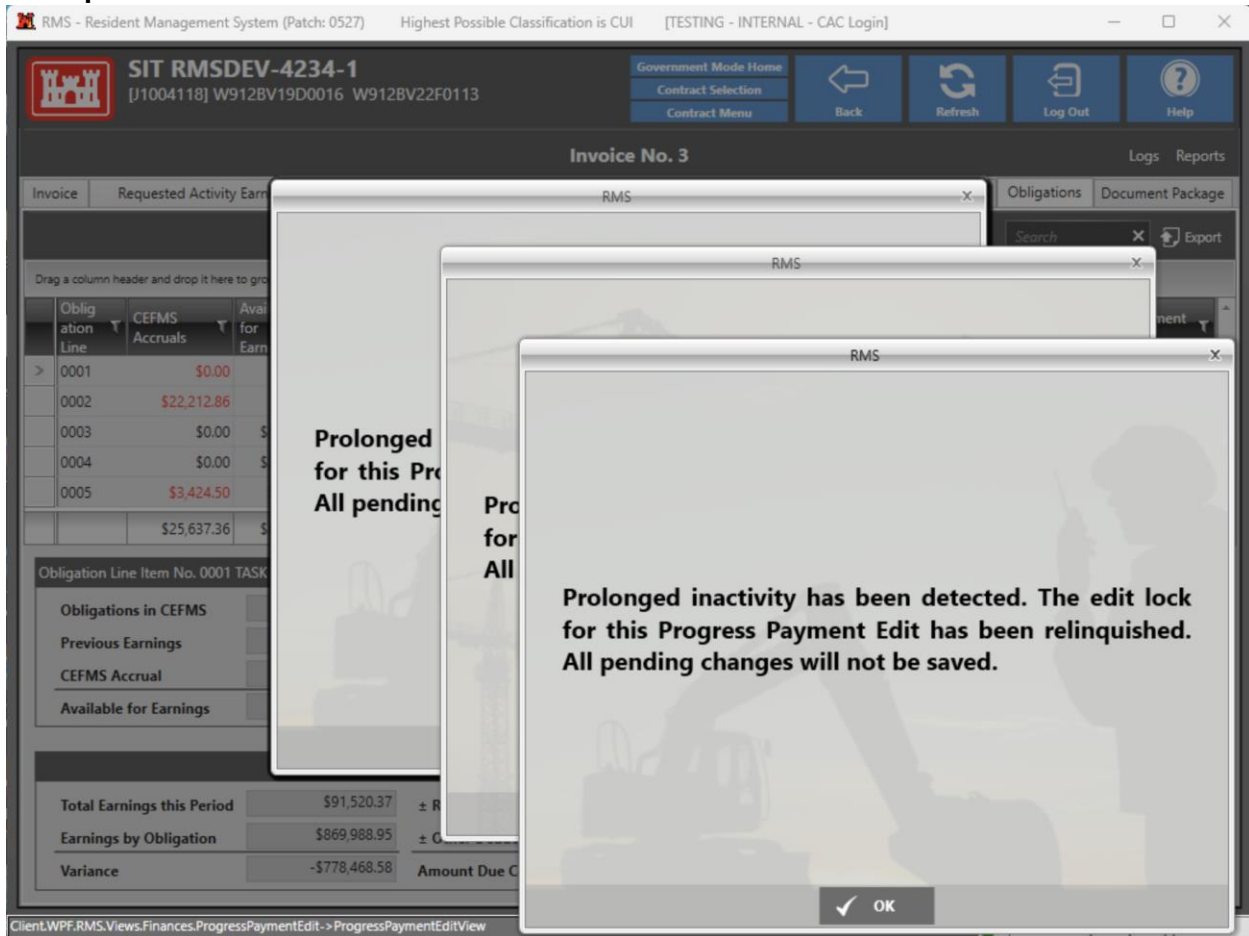 RMS - Resident Management System (Patch: 0527) Highest Possible Classification is CUI [TESTING - INTERNAL - CAC Login]
SIT RMSDEV-4234-1
[J1004118] W912BV19D0016 W912BV22F0113
Government Mode Home
Contract Selection
Contract Menu
Back
Refresh
Log Out
Help
Invoice No. 3
Logs Reports
Invoice
Requested Activity Earn
Obligations
Document Package
Search
Export
Drag a column header and drop it here to gro
Oblig
ation
Line
CEFMS
Accruals
Avai
for
Earn
ment
0001 $0.00
0002 $22,212.86
0003 $0.00 $
0004 $0.00 $
0005 $3,424.50
$25,637.36 $
Obligation Line Item No. 0001 TASK
Obligations in CEFMS
Previous Earnings
CEFMS Accrual
Available for Earnings
Total Earnings this Period $91,520.37 ± R
Earnings by Obligation $869,988.95
Variance -$778,468.58 Amount Due C
RMS
Prolonged
for this Pro
All pending
RMS
Pro
for
All
RMS
Prolonged inactivity has been detected. The edit lock
for this Progress Payment Edit has been relinquished.
All pending changes will not be saved.
OK
Client.WPF.RMS.Views.Finances.ProgressPaymentEdit->ProgressPaymentEditView